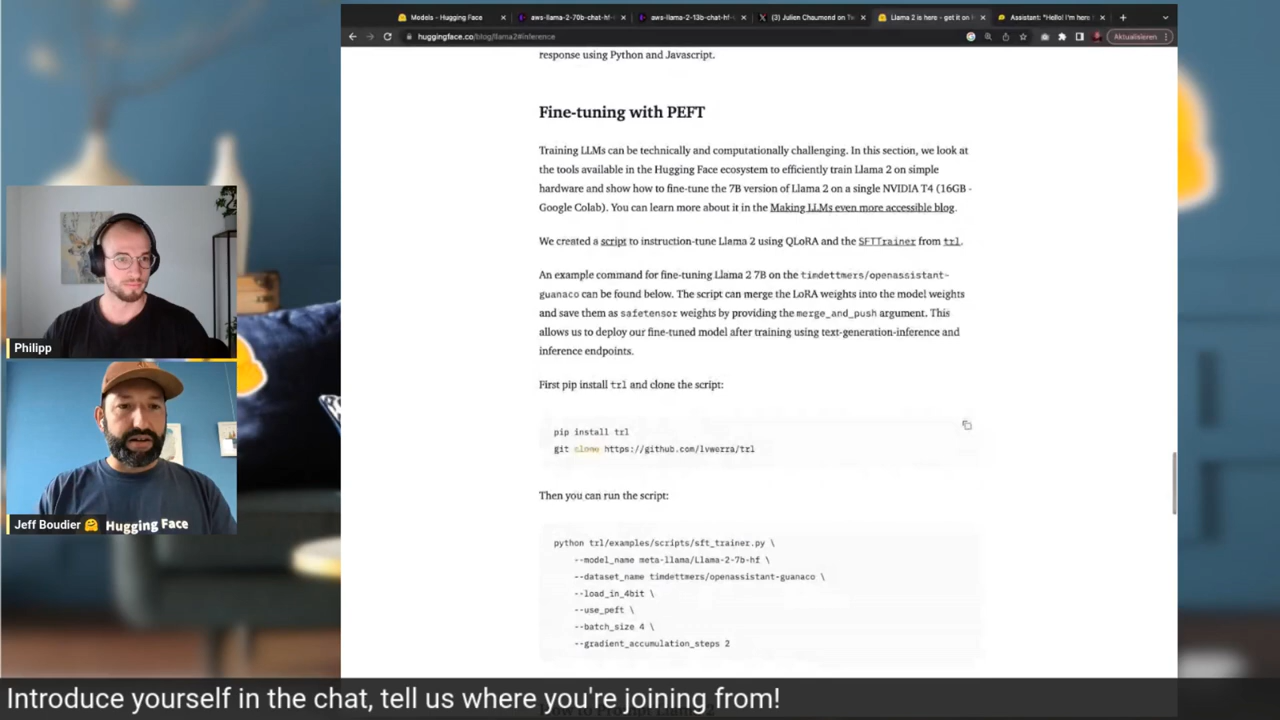 Models - Hugging Face
aws-llama-2-70b-chat-hf-
aws-llama-2-13b-chat-hf-
(3) Julien Chaumond on Tw
Llama 2 is here - get it on H
Assistant: "Hello! I'm here t
huggingface.co/blog/llama2#inference
Aktualisieren
response using Python and Javascript.
Fine-tuning with PEFT
Training LLMs can be technically and computationally challenging. In this section, we look at
the tools available in the Hugging Face ecosystem to efficiently train Llama 2 on simple
hardware and show how to fine-tune the 7B version of Llama 2 on a single NVIDIA T4 (16GB -
Google Colab). You can learn more about it in the Making LLMs even more accessible blog.
We created a script to instruction-tune Llama 2 using QLoRA and the SFTTrainer from trl.
An example command for fine-tuning Llama 2 7B on the timdettmers/openassistant-
guanaco can be found below. The script can merge the LoRA weights into the model weights
and save them as safetensor weights by providing the merge_and_push argument. This
allows us to deploy our fine-tuned model after training using text-generation-inference and
inference endpoints.
First pip install trl and clone the script:
pip install trl
git clone https://github.com/lvwerra/trl
Then you can run the script:
python trl/examples/scripts/sft_trainer.py \
--model_name meta-llama/Llama-2-7b-hf \
--dataset_name timdettmers/openassistant-guanaco \
--load_in_4bit \
--use_peft \
--batch_size 4 \
--gradient_accumulation_steps 2
Philipp
Jeff Boudier 🤗
Hugging Face
Introduce yourself in the chat, tell us where you're joining from!